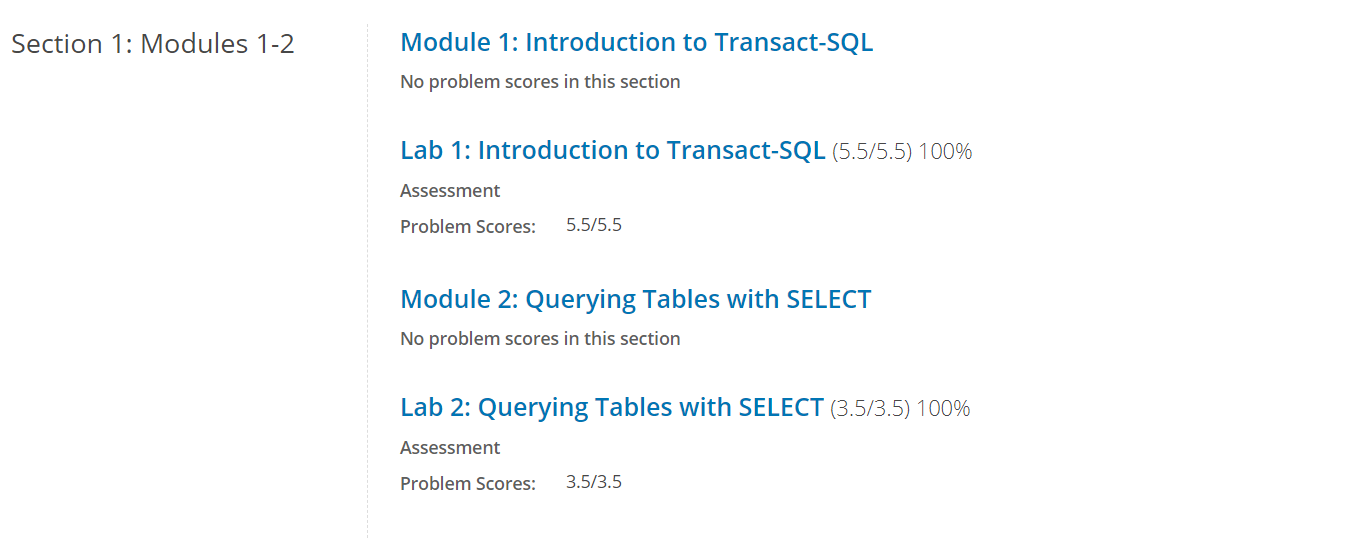 Section 1: Modules 1-2
Module 1: Introduction to Transact-SQL
No problem scores in this section
Lab 1: Introduction to Transact-SQL (5.5/5.5) 100%
Assessment
Problem Scores: 5.5/5.5
Module 2: Querying Tables with SELECT
No problem scores in this section
Lab 2: Querying Tables with SELECT (3.5/3.5) 100%
Assessment
Problem Scores: 3.5/3.5